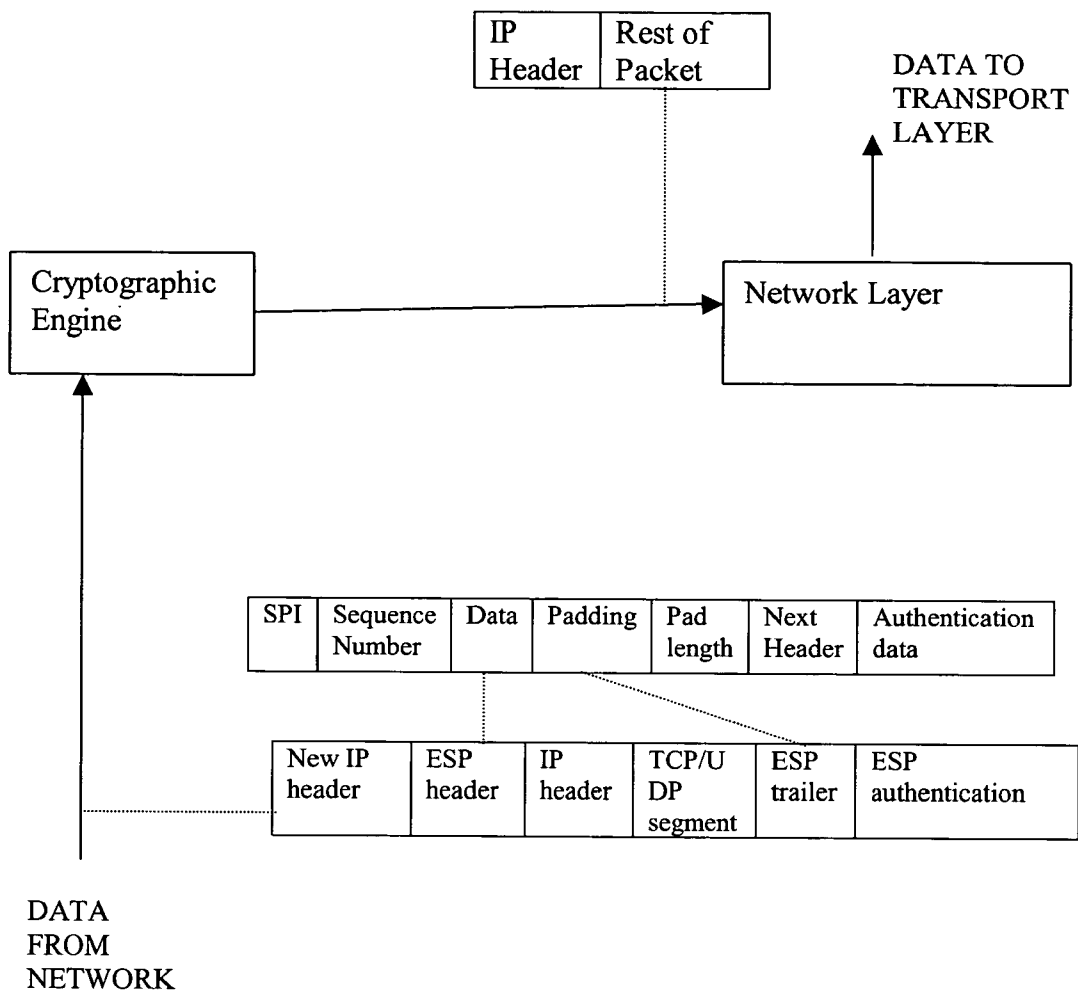 IP
Header
Rest of
Packet
DATA TO
TRANSPORT
LAYER
Cryptographic
Engine
Network Layer
SPI
Sequence
Number
Data
Padding
Pad
length
Next
Header
Authentication
data
New IP
header
ESP
header
IP
header
TCP/U
DP
segment
ESP
trailer
ESP
authentication
DATA
FROM
NETWORK